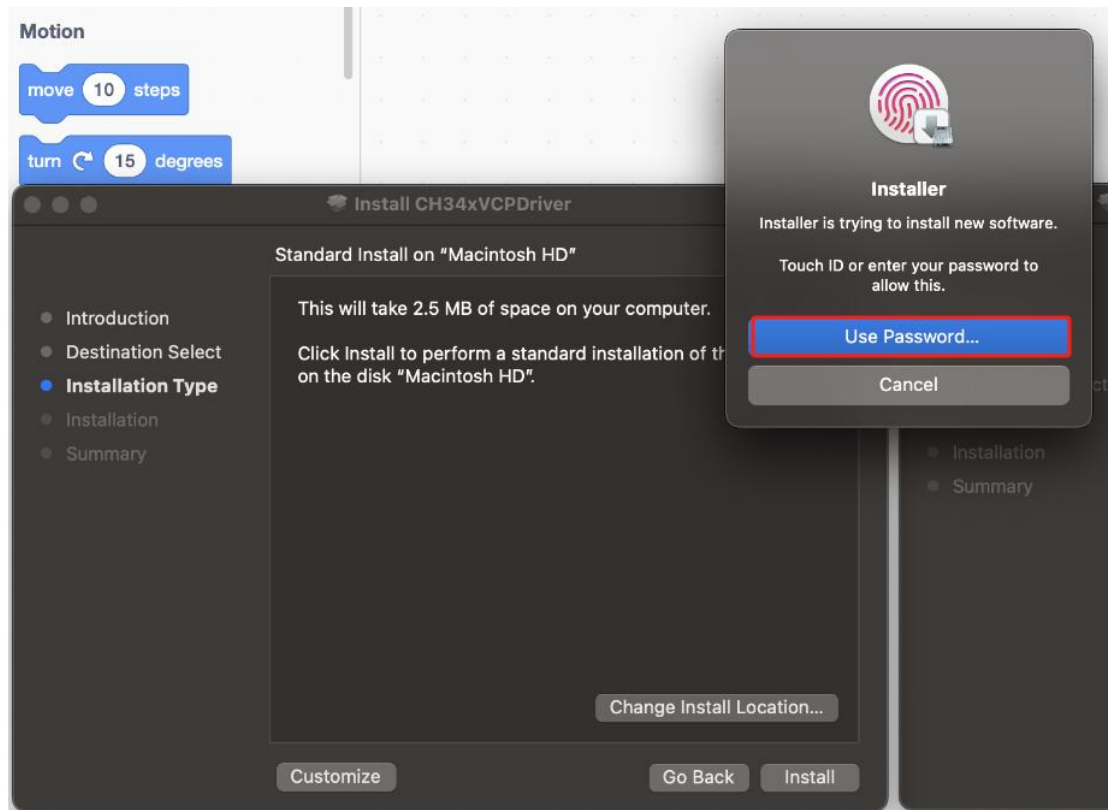 Motion
move 10 steps
turn 15 degrees
Install CH34xVCPDriver
Standard Install on "Macintosh HD"
Introduction
Destination Select
Installation Type
Installation
Summary
This will take 2.5 MB of space on your computer.
Click Install to perform a standard installation of
on the disk "Macintosh HD".
Change Install Location...
Customize
Go Back
Install
Installer
Installer is trying to install new software.
Touch ID or enter your password to
allow this.
Use Password...
Cancel
Installation
Summary